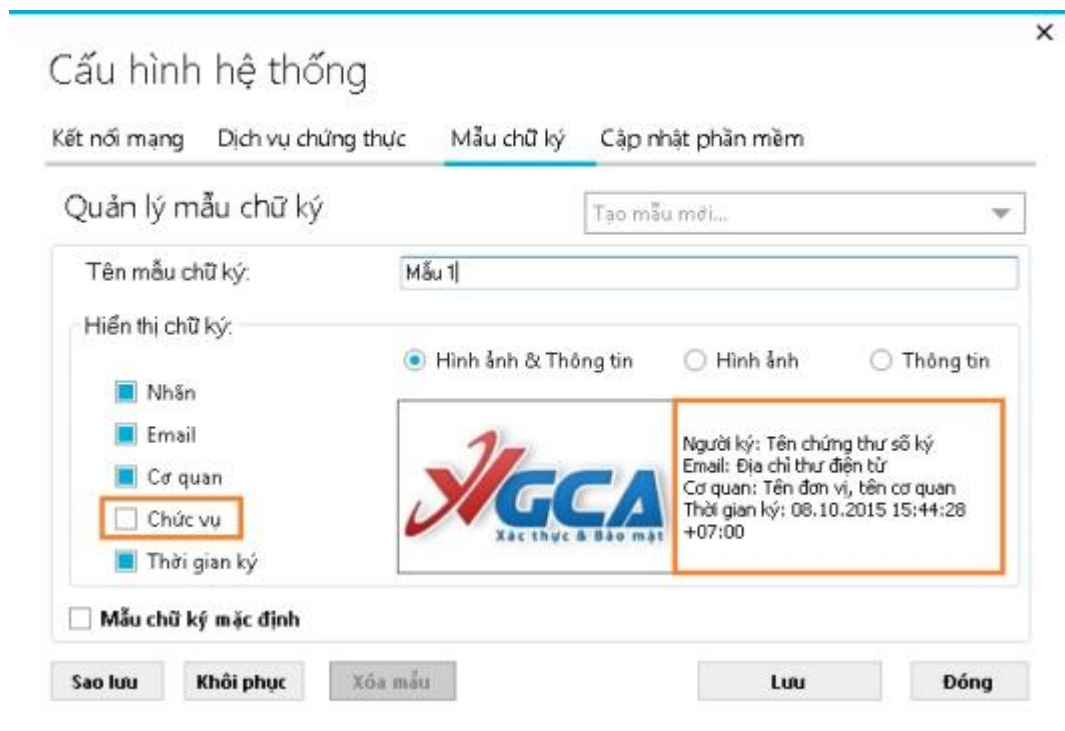 Cấu hình hệ thống
Kết nối mạng Dịch vụ chứng thực Mẫu chữ ký Cập nhật phần mềm
Quản lý mẫu chữ ký Tạo mẫu mới...
Tên mẫu chữ ký: Mẫu 1
Hiển thị chữ ký:
Hình ảnh & Thông tin Hình ảnh Thông tin
Nhãn
Email
Cơ quan
Chức vụ
Thời gian ký
VGCA
Xác thực & Bảo mật
Người ký: Tên chứng thư số ký
Email: Địa chỉ thư điện tử
Cơ quan: Tên đơn vị, tên cơ quan
Thời gian ký: 08.10.2015 15:44:28
+07:00
Mẫu chữ ký mặc định
Sao lưu Khôi phục Xóa mẫu Lưu Đóng